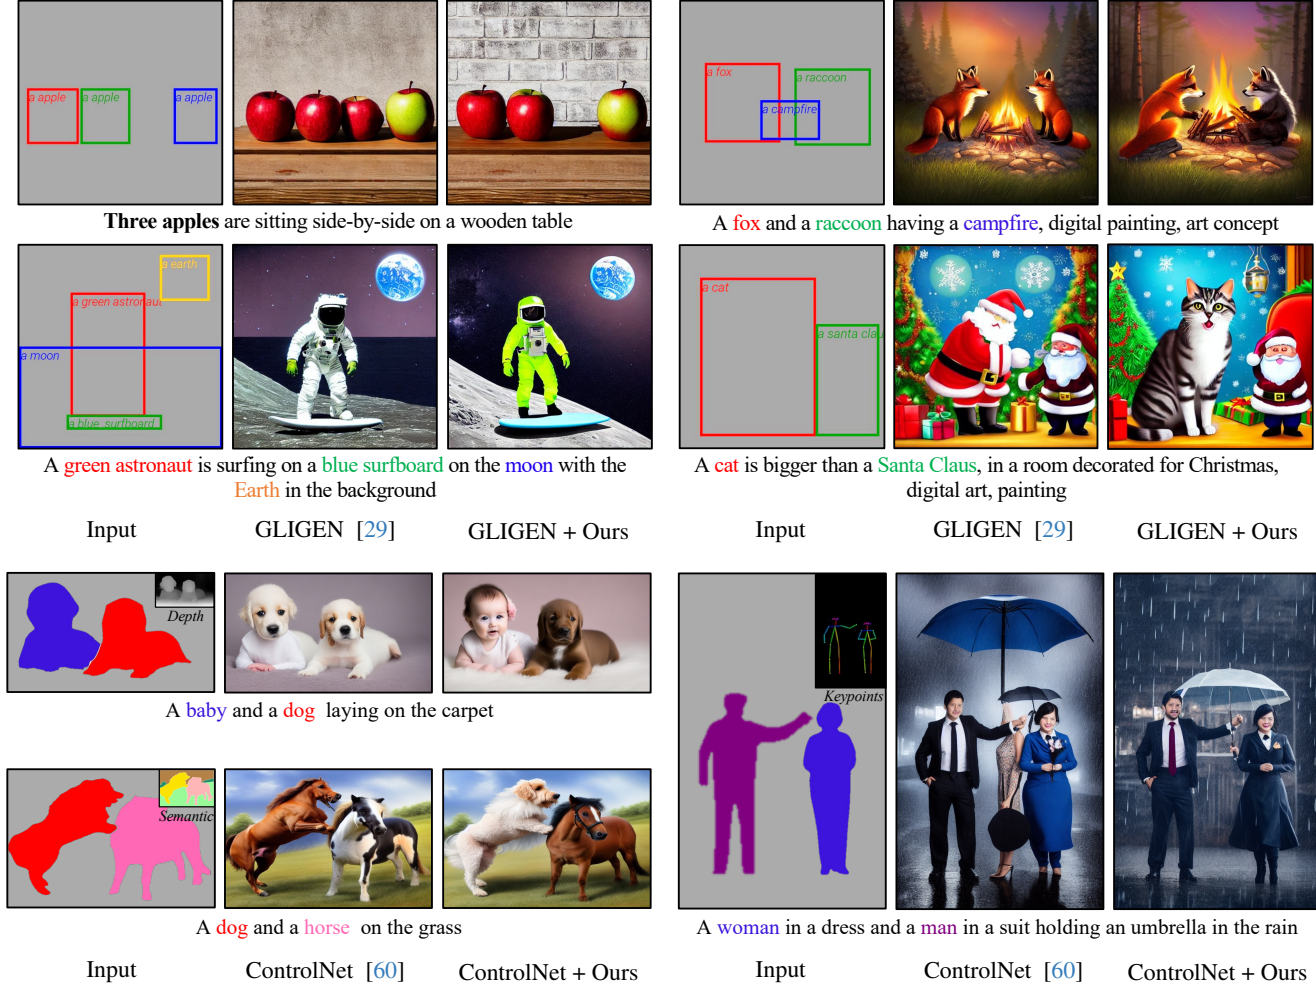 a apple
a apple
a apple
a fox
a raccoon
a campfire
Three apples are sitting side-by-side on a wooden table
A fox and a raccoon having a campfire, digital painting, art concept
a earth
a green astronaut
a moon
a blue surfboard
a cat
a santa clau
A green astronaut is surfing on a blue surfboard on the moon with the
Earth in the background
A cat is bigger than a Santa Claus, in a room decorated for Christmas,
digital art, painting
Input GLIGEN [29] GLIGEN + Ours
Input GLIGEN [29] GLIGEN + Ours
Depth
A baby and a dog laying on the carpet
Semantic
A dog and a horse on the grass
Keypoints
A woman in a dress and a man in a suit holding an umbrella in the rain
Input ControlNet [60] ControlNet + Ours
Input ControlNet [60] ControlNet + Ours